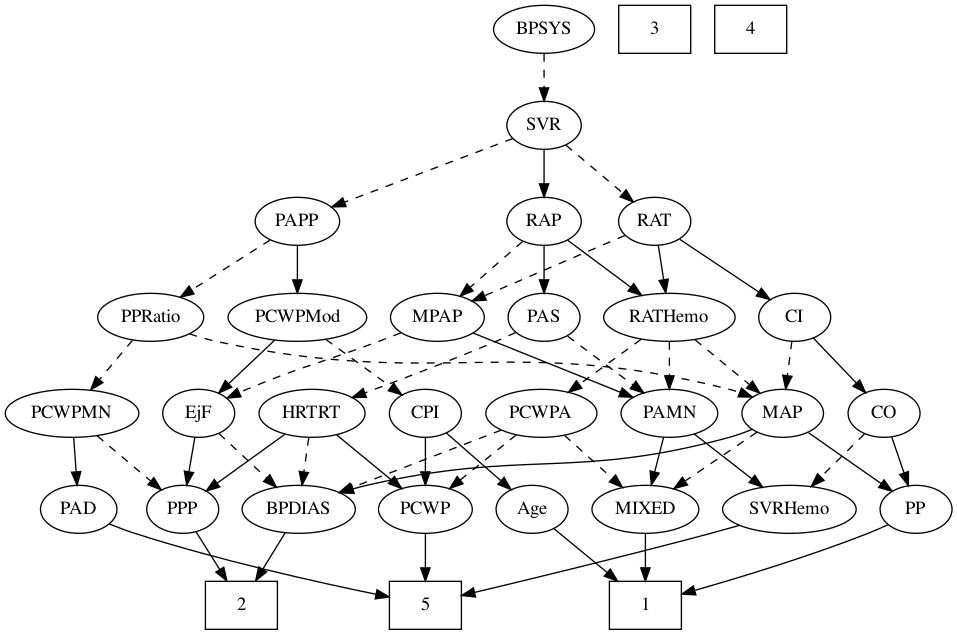 BPSYS 3 4
SVR
PAPP RAP RAT
PPRatio PCWPMod MPAP PAS RATHemo CI
PCWPMN EjF HRTRT CPI PCWPA PAMN MAP CO
PAD PPP BPDIAS PCWP Age MIXED SVRHemo PP
2 5 1